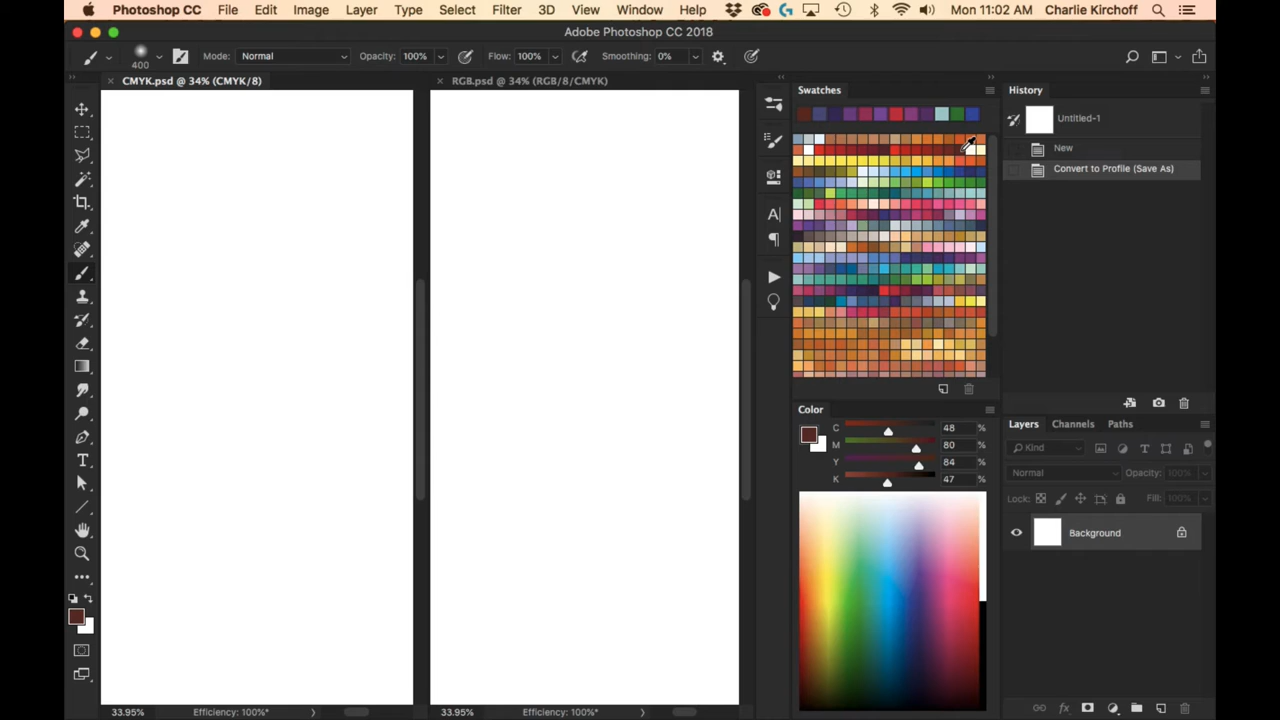 Photoshop CC File Edit Image Layer Type Select Filter 3D View Window Help Mon 11:02 AM Charlie Kirchoff
Adobe Photoshop CC 2018
400 Mode: Normal Opacity: 100% Flow: 100% Smoothing: 0%
CMYK.psd @ 34% (CMYK/8) RGB.psd @ 34% (RGB/8/CMYK)
Swatches
History
Untitled-1
New
Convert to Profile (Save As)
Color
C 48 %
M 80 %
Y 84 %
K 47 %
Layers Channels Paths
Kind
Normal Opacity: 100%
Lock: Fill: 100%
Background
33.95% Efficiency: 100%* 33.95% Efficiency: 100%*